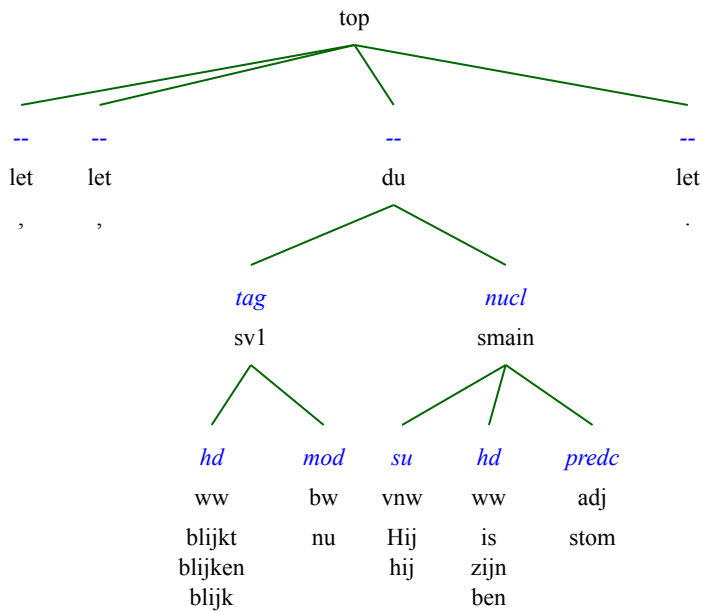 top
-- -- -- --
let let du let
, , .
tag nucl
sv1 smain
hd mod su hd predc
ww bw vnw ww adj
blijkt nu Hij is stom
blijken hij zijn
blijk ben